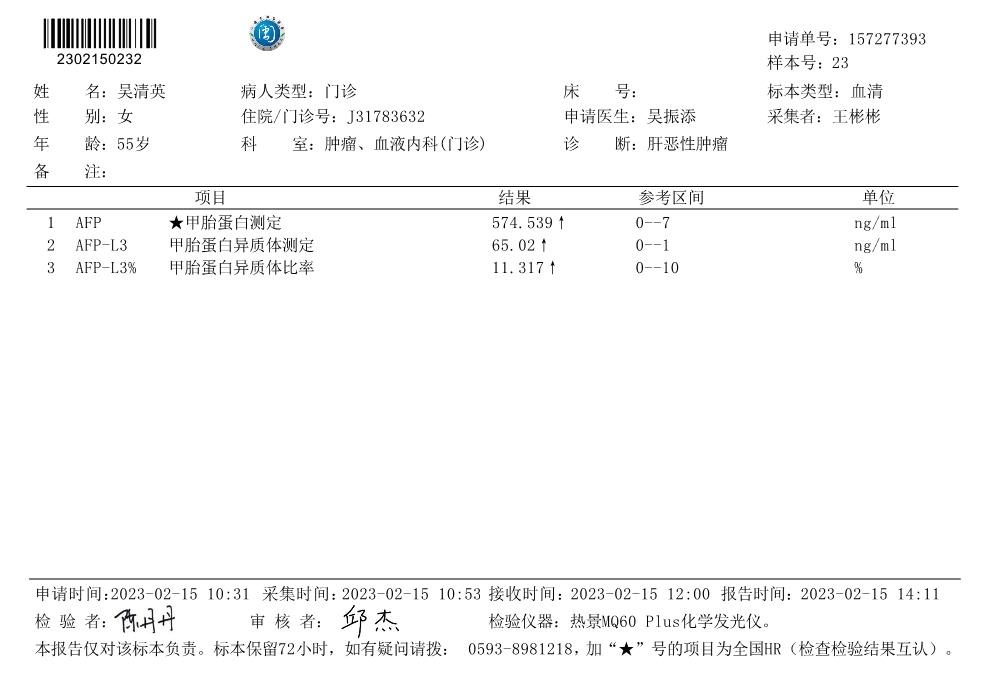 2302150232
闽
申请单号：157277393
样本号：23
姓 名：吴清英 病人类型：门诊 床 号： 标本类型：血清
性 别：女 住院/门诊号：J31783632 申请医生：吴振添 采集者：王彬彬
年 龄：55岁 科 室：肿瘤、血液内科(门诊) 诊 断：肝恶性肿瘤
备 注：
项目 结果 参考区间 单位
1 AFP ★甲胎蛋白测定 574.539↑ 0--7 ng/ml
2 AFP-L3 甲胎蛋白异质体测定 65.02↑ 0--1 ng/ml
3 AFP-L3% 甲胎蛋白异质体比率 11.317↑ 0--10 %
申请时间:2023-02-15 10:31 采集时间：2023-02-15 10:53 接收时间：2023-02-15 12:00 报告时间：2023-02-15 14:11
检 验 者：陈丹丹 审 核 者：邱杰 检验仪器：热景MQ60 Plus化学发光仪。
本报告仅对该标本负责。标本保留72小时，如有疑问请拨： 0593-8981218，加“★”号的项目为全国HR（检查检验结果互认）。